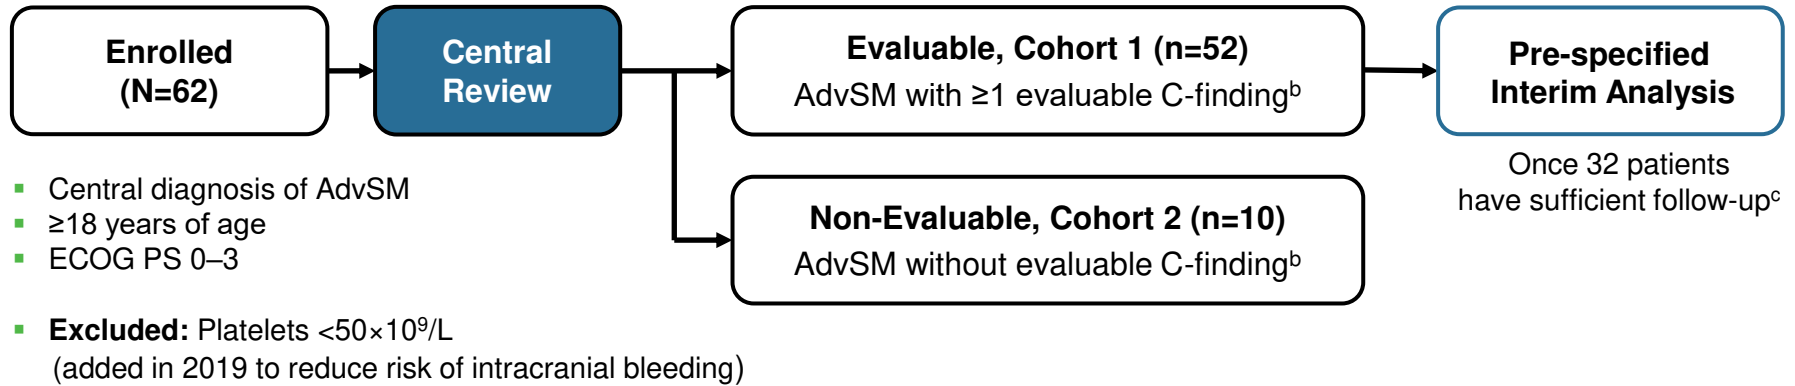 Enrolled
(N=62)
Central
Review
Evaluable, Cohort 1 (n=52)
AdvSM with ≥1 evaluable C-findingᵇ
Pre-specified
Interim Analysis
Once 32 patients
have sufficient follow-upᶜ
Non-Evaluable, Cohort 2 (n=10)
AdvSM without evaluable C-findingᵇ
▪ Central diagnosis of AdvSM
▪ ≥18 years of age
▪ ECOG PS 0–3
▪ Excluded: Platelets <50×10⁹/L
(added in 2019 to reduce risk of intracranial bleeding)